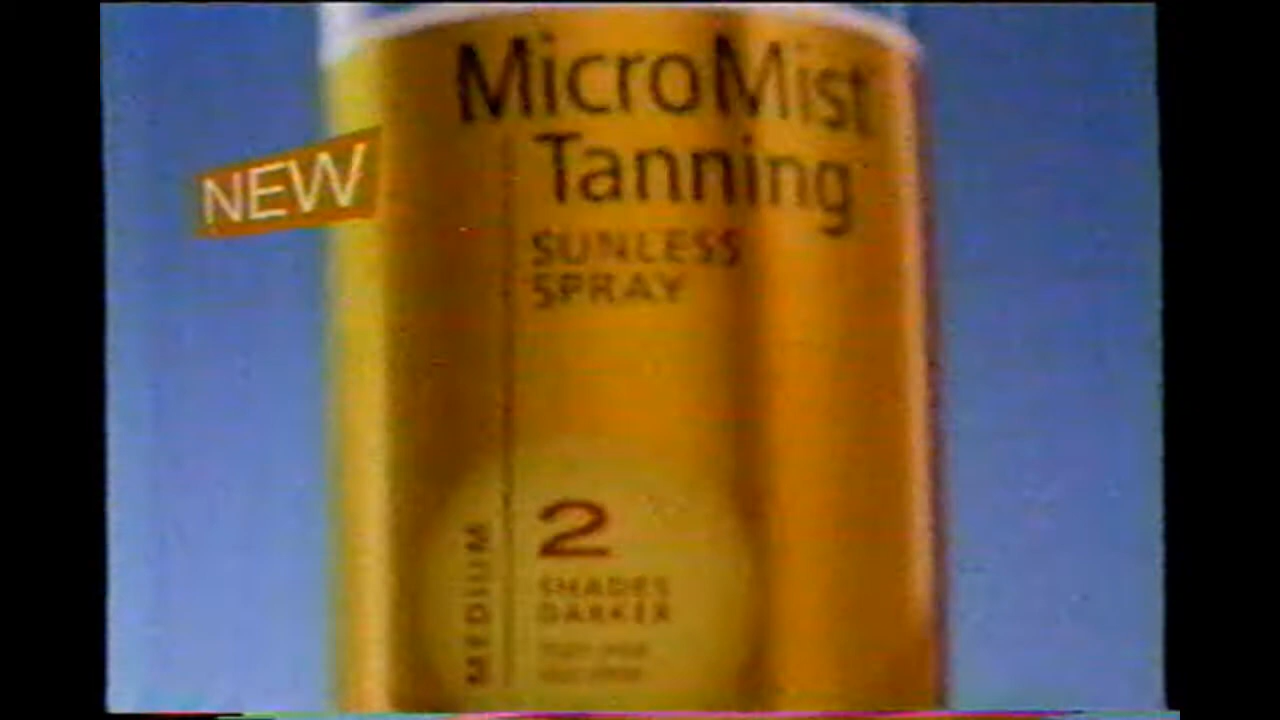 MicroMist
Tanning
NEW
SUNLESS
SPRAY
MEDIUM
2
SHADES
DARKER